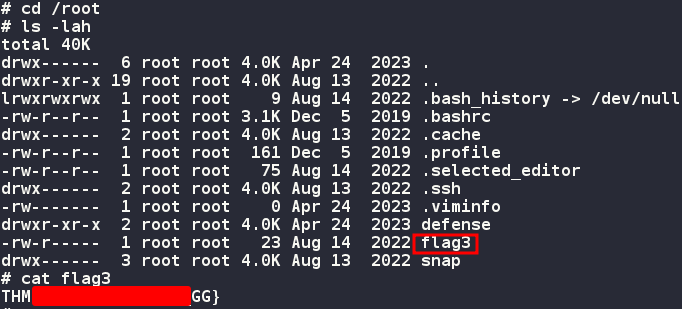 # cd /root
# ls -lah
total 40K
drwx------  6 root root 4.0K Apr 24  2023 .
drwxr-xr-x 19 root root 4.0K Aug 13  2022 ..
lrwxrwxrwx  1 root root    9 Aug 14  2022 .bash_history -> /dev/null
-rw-r--r--  1 root root 3.1K Dec  5  2019 .bashrc
drwx------  2 root root 4.0K Aug 13  2022 .cache
-rw-r--r--  1 root root  161 Dec  5  2019 .profile
-rw-r--r--  1 root root   75 Aug 14  2022 .selected_editor
drwx------  2 root root 4.0K Aug 13  2022 .ssh
-rw-------  1 root root    0 Apr 24  2023 .viminfo
drwxr-xr-x  2 root root 4.0K Apr 24  2023 defense
-rw-r-----  1 root root   23 Aug 14  2022 flag3
drwx------  3 root root 4.0K Aug 13  2022 snap
# cat flag3
THM GG}